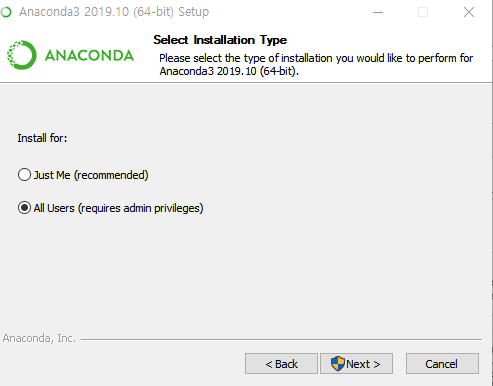 Anaconda3 2019.10 (64-bit) Setup
ANACONDA
Select Installation Type
Please select the type of installation you would like to perform for
Anaconda3 2019.10 (64-bit).
Install for:
Just Me (recommended)
All Users (requires admin privileges)
Anaconda, Inc.
< Back
Next >
Cancel